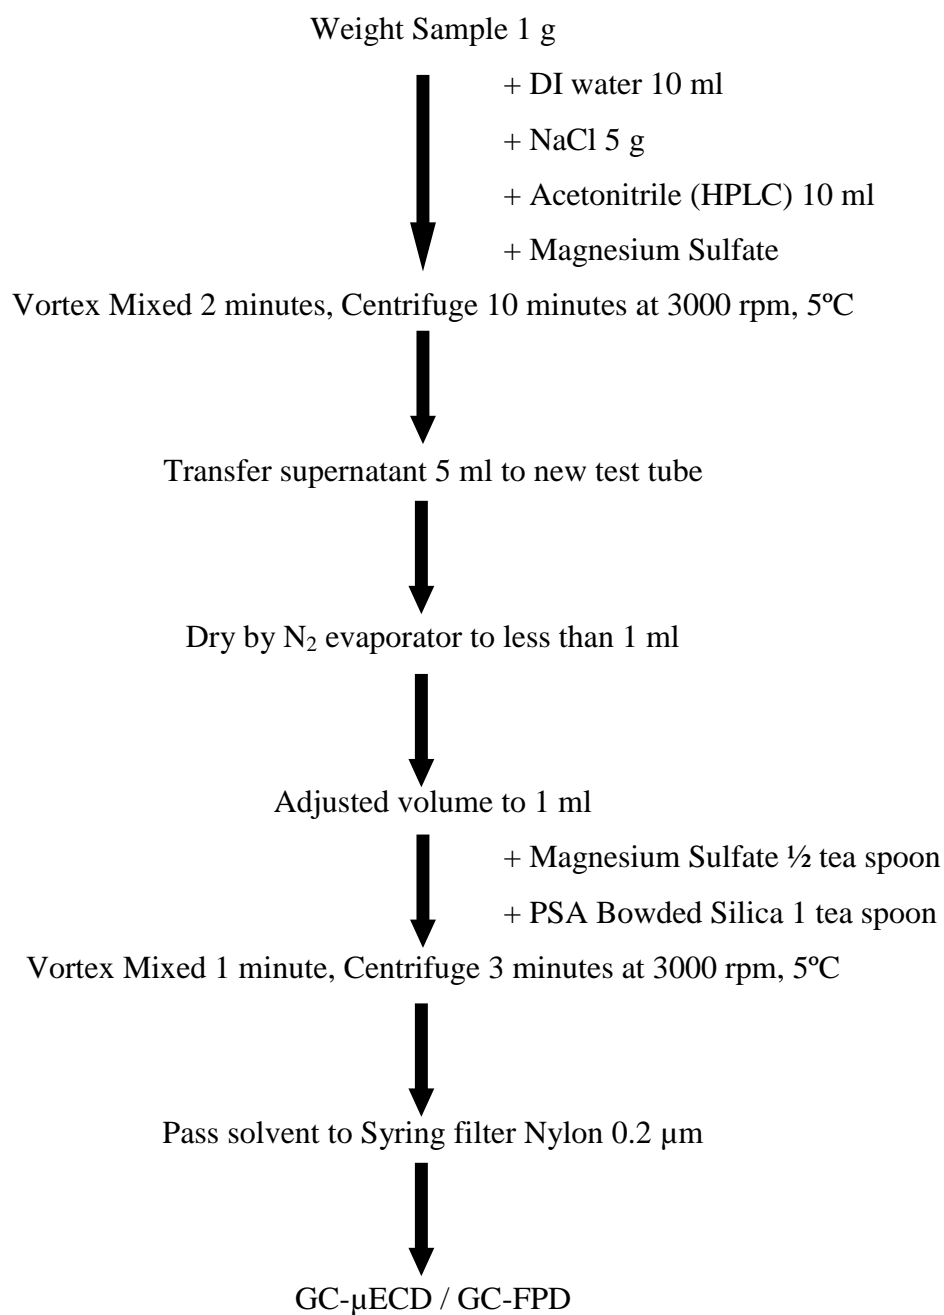 Weight Sample 1 g
+ DI water 10 ml
+ NaCl 5 g
+ Acetonitrile (HPLC) 10 ml
+ Magnesium Sulfate
Vortex Mixed 2 minutes, Centrifuge 10 minutes at 3000 rpm, 5ºC
Transfer supernatant 5 ml to new test tube
Dry by N₂ evaporator to less than 1 ml
Adjusted volume to 1 ml
+ Magnesium Sulfate ½ tea spoon
+ PSA Bowded Silica 1 tea spoon
Vortex Mixed 1 minute, Centrifuge 3 minutes at 3000 rpm, 5ºC
Pass solvent to Syring filter Nylon 0.2 µm
GC-µECD / GC-FPD